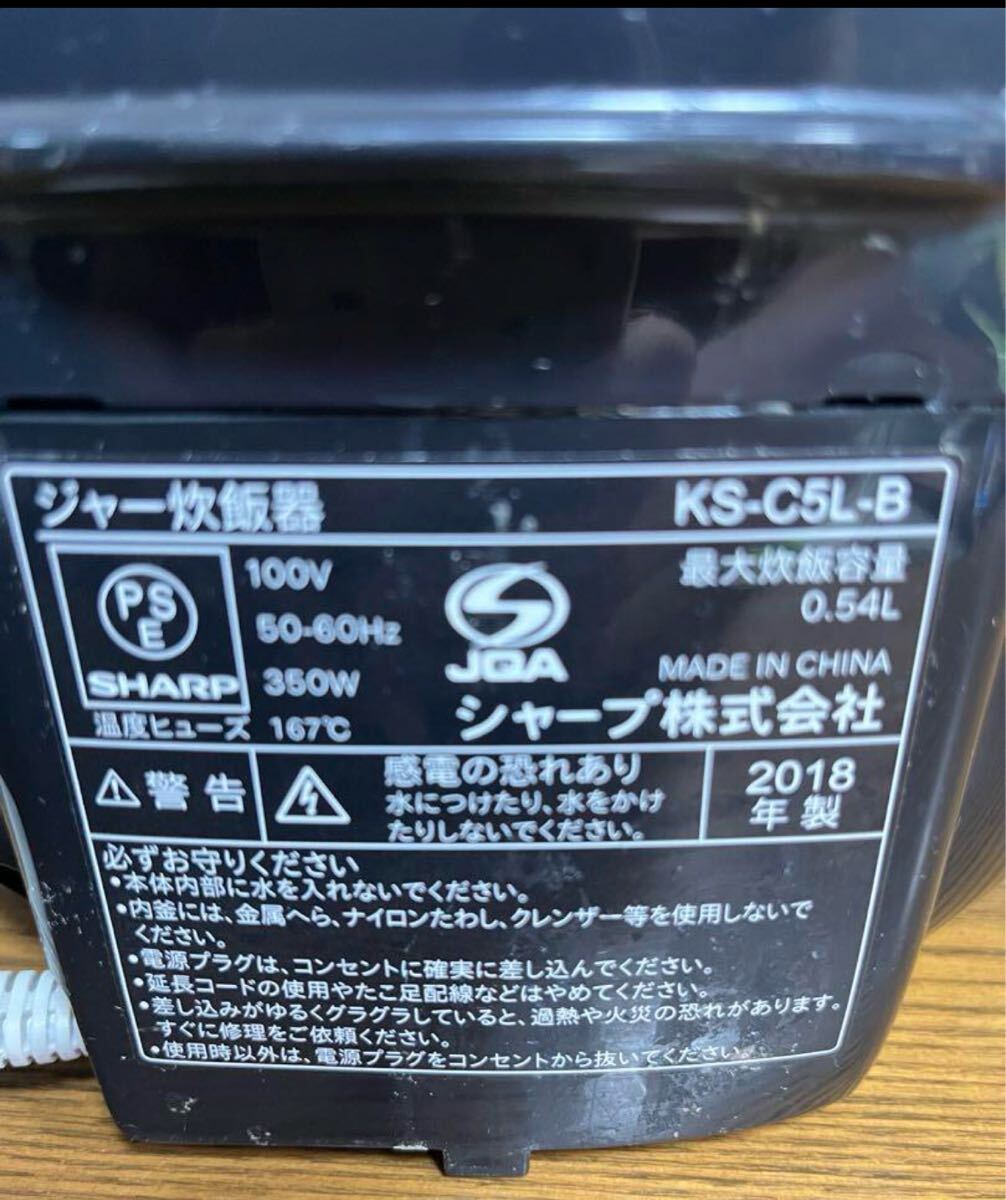 ジャー炊飯器 KS-C5L-B
PSE
SHARP
100V
50-60Hz
350W
温度ヒューズ 167℃
JQA
最大炊飯容量
0.54L
MADE IN CHINA
シャープ株式会社
⚠警告
感電の恐れあり
水につけたり、水をかけ
たりしないでください。
2018
年製
必ずお守りください
•本体内部に水を入れないでください。
•内釜には、金属へら、ナイロンたわし、クレンザー等を使用しないで
ください。
•電源プラグは、コンセントに確実に差し込んでください。
•延長コードの使用やたこ足配線などはやめてください。
•差し込みがゆるくグラグラしていると、過熱や火災の恐れがあります。
すぐに修理をご依頼ください。
•使用時以外は、電源プラグをコンセントから抜いてください。